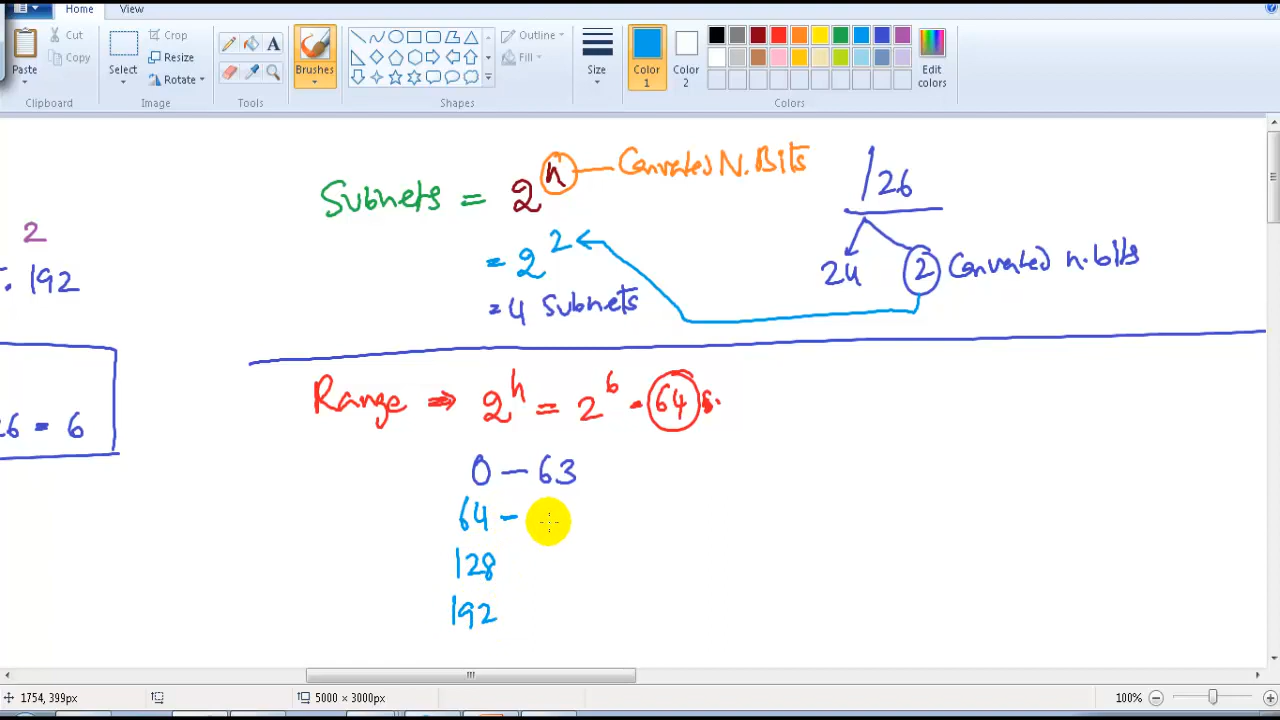 Home View
Paste
Cut
Copy
Clipboard
Select
Crop
Resize
Rotate
Image
Tools
Brushes
Shapes
Outline
Fill
Size
Color 1
Color 2
Edit colors
Colors
2
. 192
26 = 6
Subnets = 2^n Converted N.Bits
= 2^2
= 4 Subnets
/26
24 2 Converted n.bits
Range ⇒ 2^h = 2^6 = 64 s.
0 - 63
64 -
128
192
1754, 399px
5000 × 3000px
100%